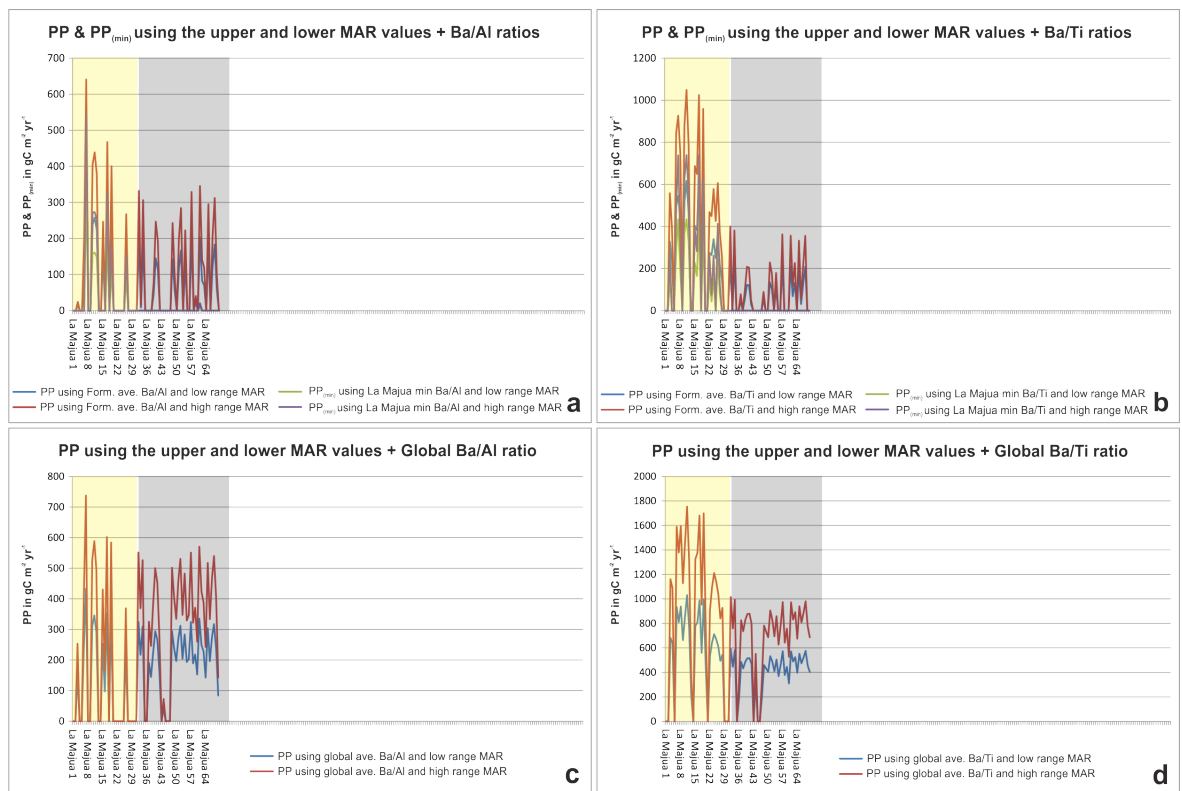 PP & PP(min) using the upper and lower MAR values + Ba/Al ratios
PP & PP(min) in gC m-2 yr-1
700
600
500
400
300
200
100
0
La Majua 1
La Majua 8
La Majua 15
La Majua 22
La Majua 29
La Majua 36
La Majua 43
La Majua 50
La Majua 57
La Majua 64
PP using Form. ave. Ba/Al and low range MAR
PP(min) using La Majua min Ba/Al and low range MAR
PP using Form. ave. Ba/Al and high range MAR
PP(min) using La Majua min Ba/Al and high range MAR
a
PP & PP(min) using the upper and lower MAR values + Ba/Ti ratios
PP & PP(min) in gC m-2 yr-1
1200
1000
800
600
400
200
0
La Majua 1
La Majua 8
La Majua 15
La Majua 22
La Majua 29
La Majua 36
La Majua 43
La Majua 50
La Majua 57
La Majua 64
PP using Form. ave. Ba/Ti and low range MAR
PP(min) using La Majua min Ba/Ti and low range MAR
PP using Form. ave. Ba/Ti and high range MAR
PP(min) using La Majua min Ba/Ti and high range MAR
b
PP using the upper and lower MAR values + Global Ba/Al ratio
PP in gC m-2 yr-1
800
700
600
500
400
300
200
100
0
La Majua 1
La Majua 8
La Majua 15
La Majua 22
La Majua 29
La Majua 36
La Majua 43
La Majua 50
La Majua 57
La Majua 64
PP using global ave. Ba/Al and low range MAR
PP using global ave. Ba/Al and high range MAR
c
PP using the upper and lower MAR values + Global Ba/Ti ratio
PP in gC m-2 yr-1
2000
1800
1600
1400
1200
1000
800
600
400
200
0
La Majua 1
La Majua 8
La Majua 15
La Majua 22
La Majua 29
La Majua 36
La Majua 43
La Majua 50
La Majua 57
La Majua 64
PP using global ave. Ba/Ti and low range MAR
PP using global ave. Ba/Ti and high range MAR
d